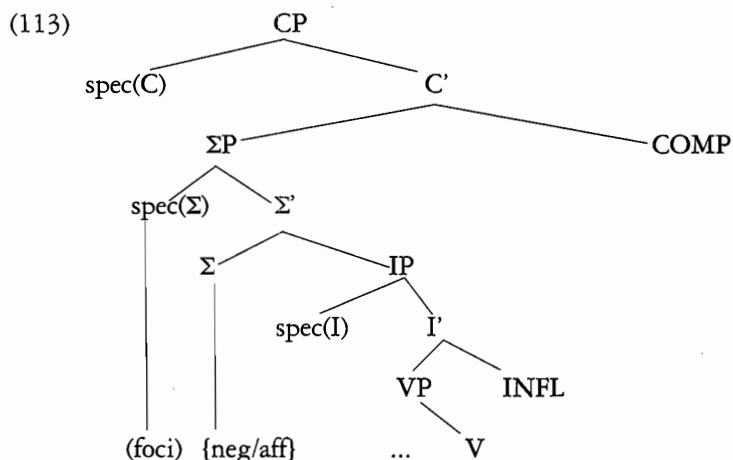 (113) CP
spec(C) C'
ΣP COMP
spec(Σ) Σ'
Σ IP
spec(I) I'
VP INFL
(foci) {neg/aff} ... V